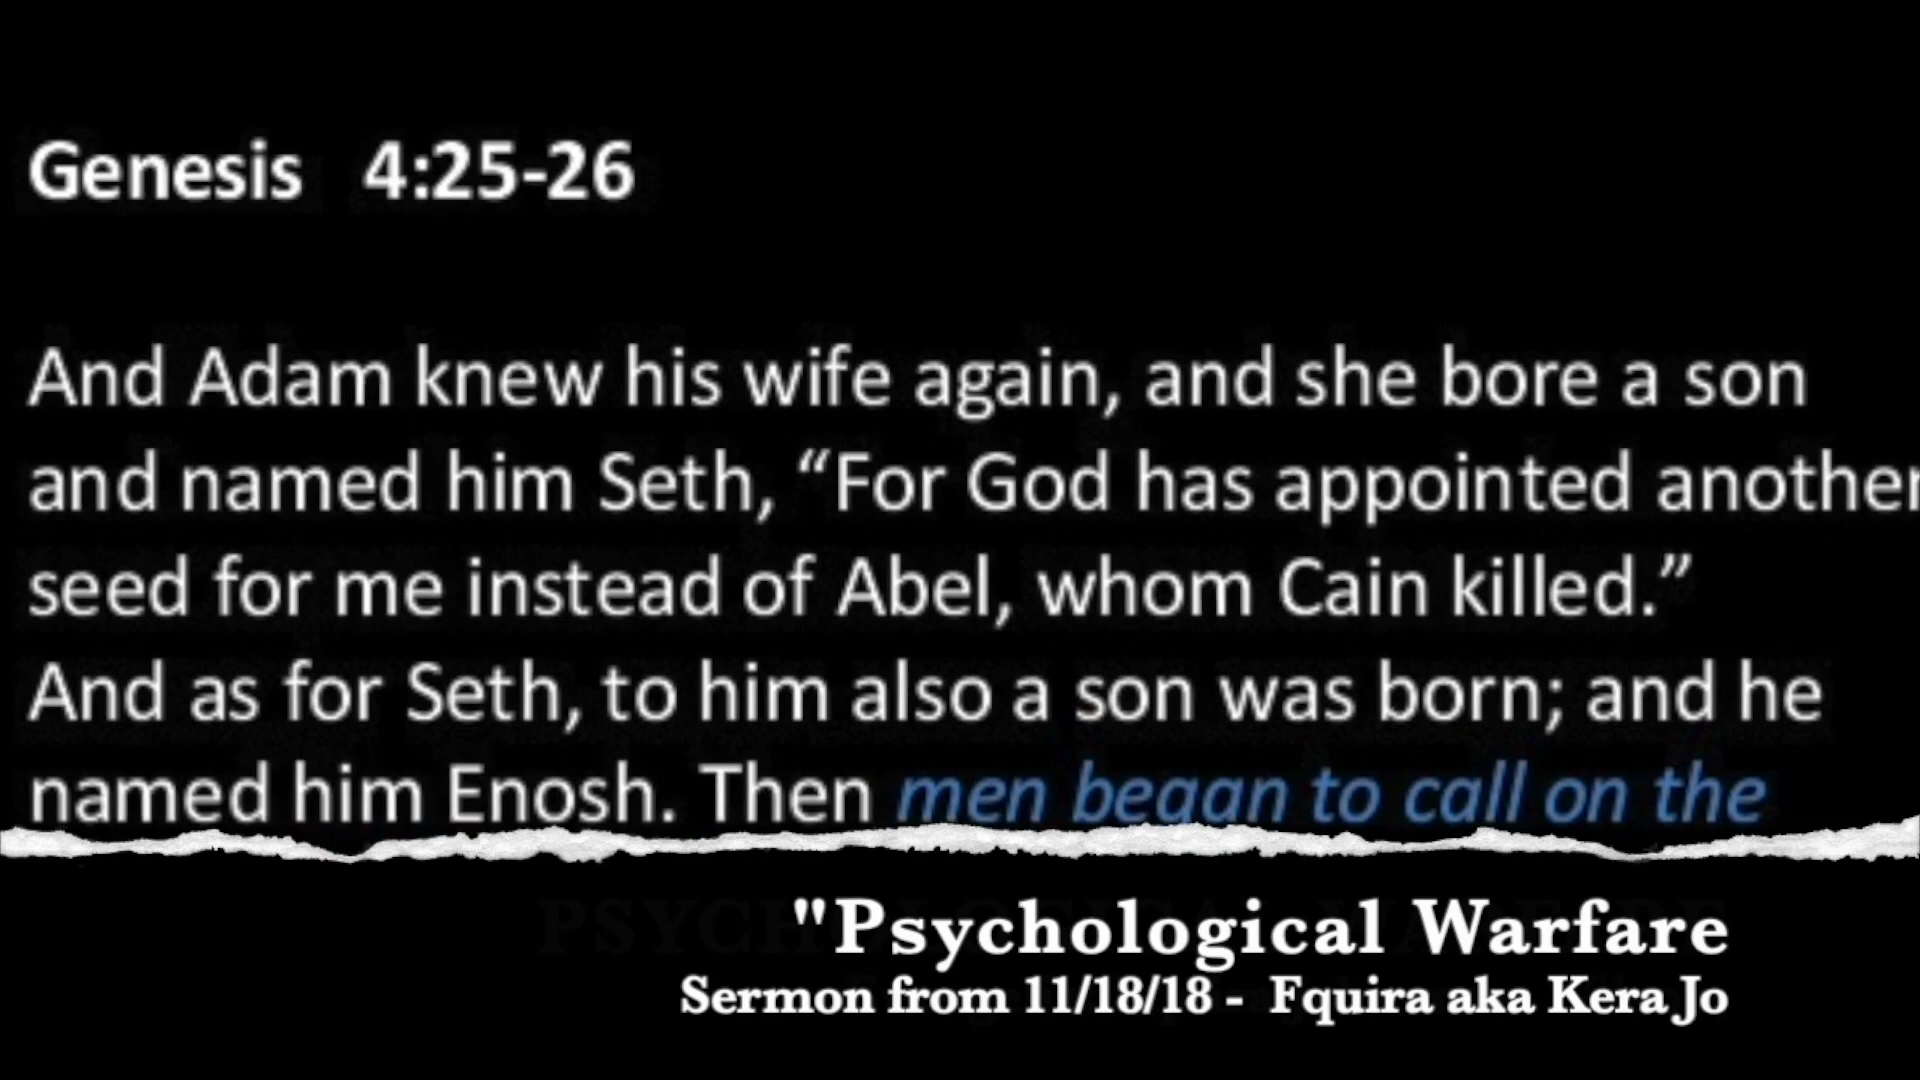 Genesis 4:25-26
And Adam knew his wife again, and she bore a son
and named him Seth, “For God has appointed another
seed for me instead of Abel, whom Cain killed.”
And as for Seth, to him also a son was born; and he
named him Enosh. Then men began to call on the
"Psychological Warfare
Sermon from 11/18/18 - Fquira aka Kera Jo